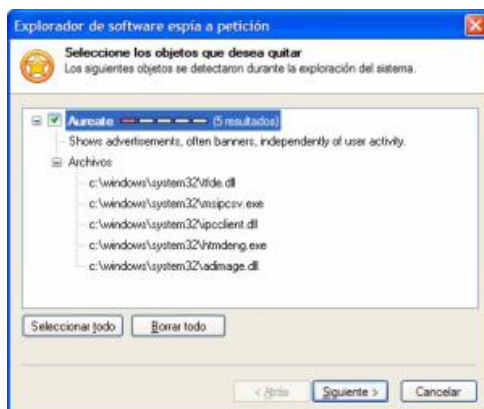 Explorador de software espía a petición
Seleccione los objetos que desea quitar
Los siguientes objetos se detectaron durante la exploración del sistema.
Aureate (5 resultados)
Shows advertisements, often banners, independently of user activity.
Archivos
c:\windows\system32\tfde.dll
c:\windows\system32\msipcsv.exe
c:\windows\system32\ipcclient.dll
c:\windows\system32\htmdeng.exe
c:\windows\system32\adimage.dll
Seleccionar todo Borrar todo
< Atrás Siguiente > Cancelar